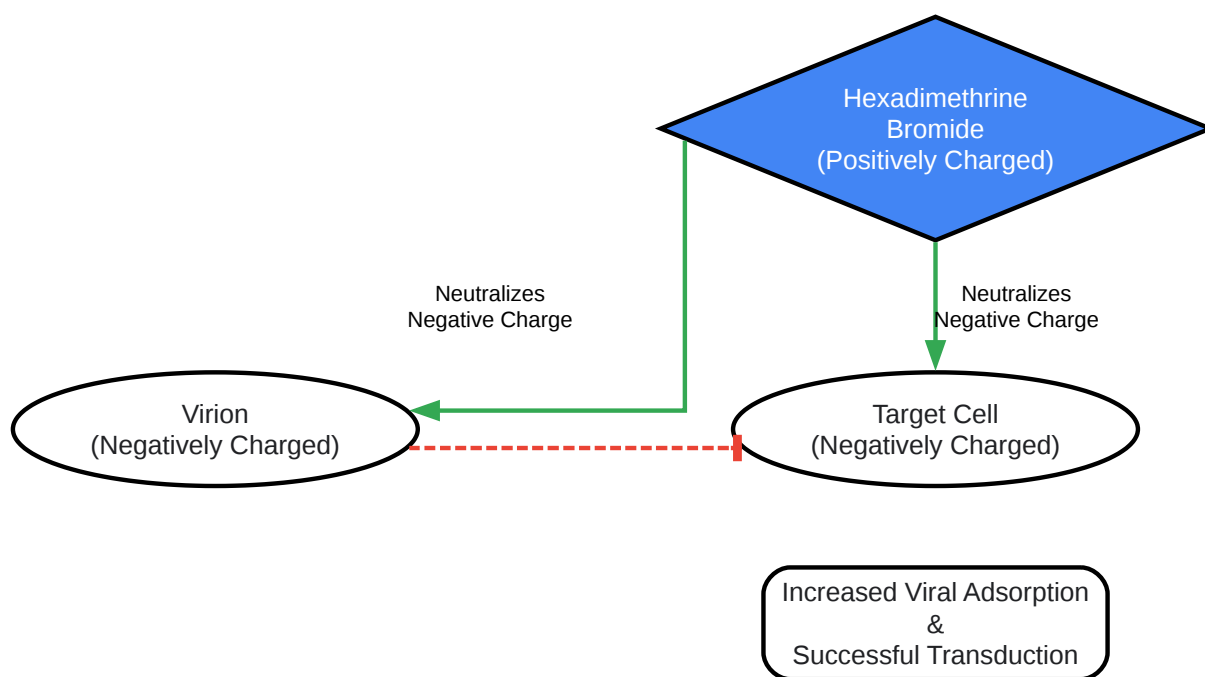 Hexadimethrine
Bromide
(Positively Charged)
Neutralizes
Negative Charge
Neutralizes
Negative Charge
Virion
(Negatively Charged)
Target Cell
(Negatively Charged)
Increased Viral Adsorption
&
Successful Transduction